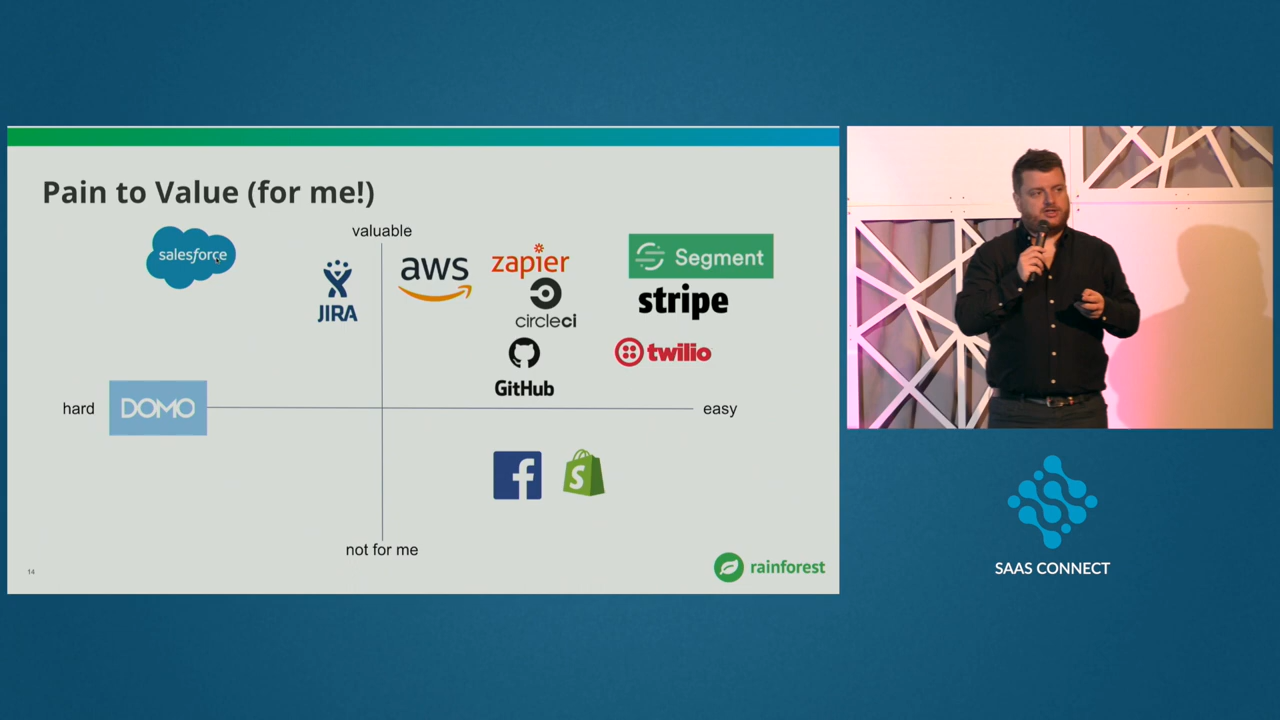 Pain to Value (for me!)
valuable
salesforce
JIRA
aws
zapier
circleci
GitHub
Segment
stripe
twilio
hard
DOMO
easy
f
S
not for me
14
rainforest
SAAS CONNECT